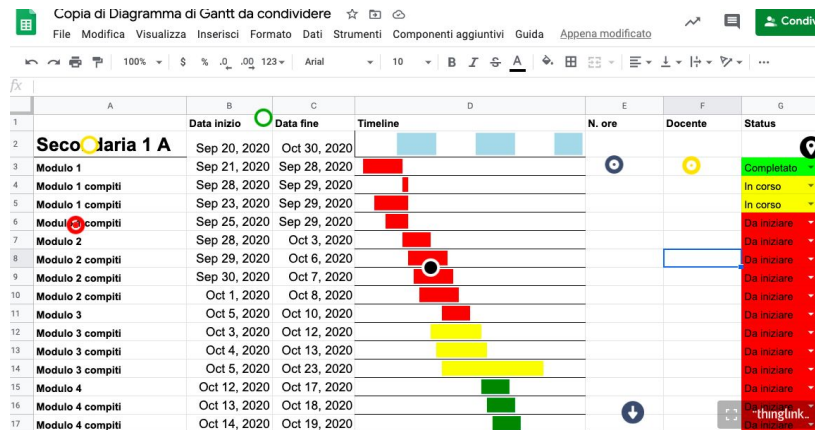 Copia di Diagramma di Gantt da condividere
File Modifica Visualizza Inserisci Formato Dati Strumenti Componenti aggiuntivi Guida Appena modificato
Condiv
100% $ % .0 .00 123 Arial 10 B I S A
fx
A B C D E F G
1 Data inizio Data fine Timeline N. ore Docente Status
2 Seco daria 1 A Sep 20, 2020 Oct 30, 2020
3 Modulo 1 Sep 21, 2020 Sep 28, 2020 Completato
4 Modulo 1 compiti Sep 28, 2020 Sep 29, 2020 In corso
5 Modulo 1 compiti Sep 23, 2020 Sep 29, 2020 In corso
6 Modulo compiti Sep 25, 2020 Sep 29, 2020 Da iniziare
7 Modulo 2 Sep 28, 2020 Oct 3, 2020 Da iniziare
8 Modulo 2 compiti Sep 29, 2020 Oct 6, 2020 Da iniziare
9 Modulo 2 compiti Sep 30, 2020 Oct 7, 2020 Da iniziare
10 Modulo 2 compiti Oct 1, 2020 Oct 8, 2020 Da iniziare
11 Modulo 3 Oct 5, 2020 Oct 10, 2020 Da iniziare
12 Modulo 3 compiti Oct 3, 2020 Oct 12, 2020 Da iniziare
13 Modulo 3 compiti Oct 4, 2020 Oct 13, 2020 Da iniziare
14 Modulo 3 compiti Oct 5, 2020 Oct 23, 2020 Da iniziare
15 Modulo 4 Oct 12, 2020 Oct 17, 2020 Da iniziare
16 Modulo 4 compiti Oct 13, 2020 Oct 18, 2020 Da iniziare
17 Modulo 4 compiti Oct 14, 2020 Oct 19, 2020 Da iniziare
thinglink..